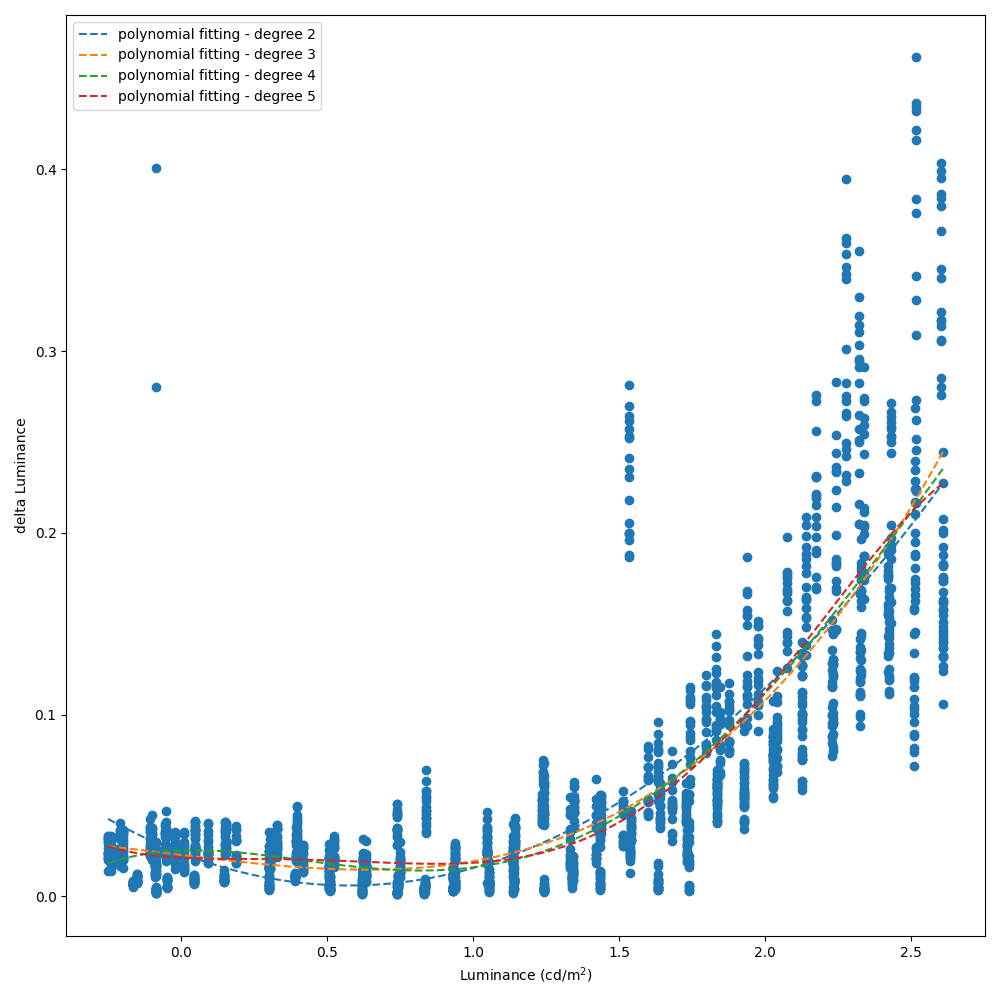 polynomial fitting - degree 2
polynomial fitting - degree 3
polynomial fitting - degree 4
polynomial fitting - degree 5
0.4
0.3
0.2
0.1
0.0
delta Luminance
0.0 0.5 1.0 1.5 2.0 2.5
Luminance (cd/m²)